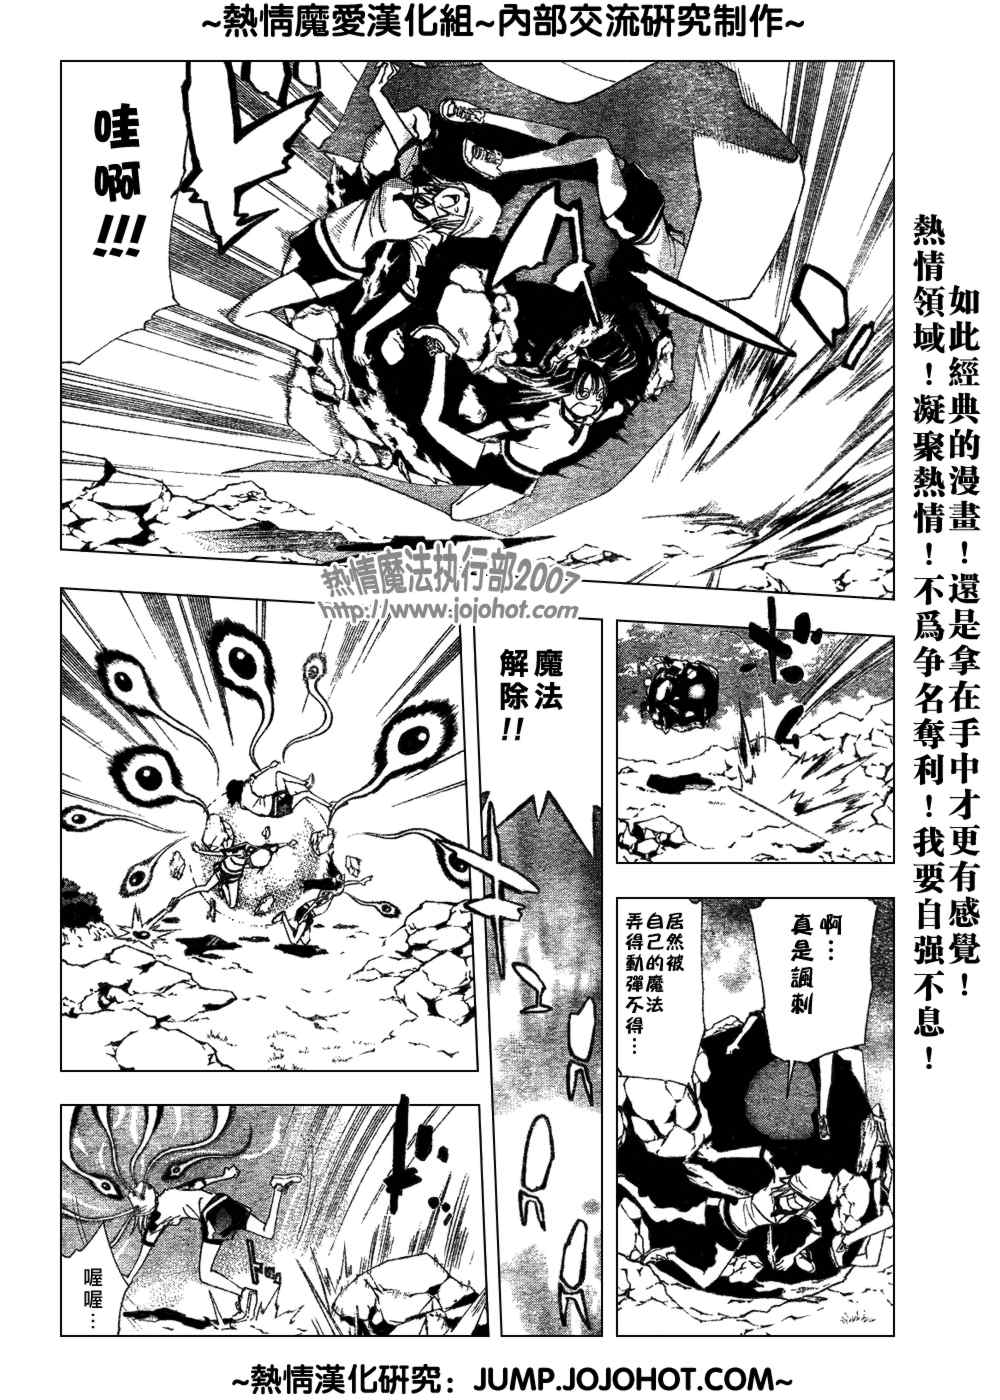 ~熱情魔愛漢化組~內部交流研究制作~
哇
啊
!!!
如此經典的漫畫！還是拿在手中才更有感覺！
熱情領域！凝聚熱情！不爲争名奪利！我要自强不息！
熱情魔法执行部2007
http://www.jojohot.com
ドン
魔法
解除!!
啊…
真是諷刺
居然被
自己的魔法
弄得動彈不得…
喔喔…
~熱情漢化研究：JUMP.JOJOHOT.COM~